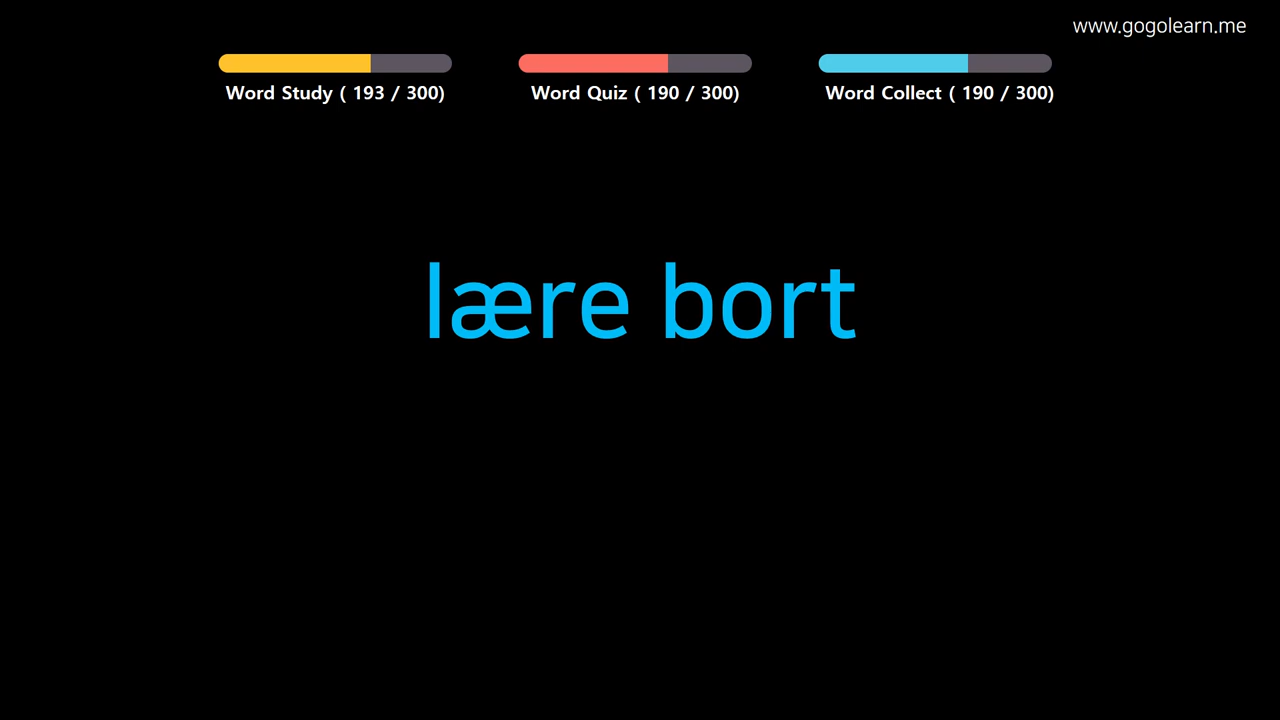 www.gogolearn.me
Word Study ( 193 / 300)
Word Quiz ( 190 / 300)
Word Collect ( 190 / 300)
lære bort